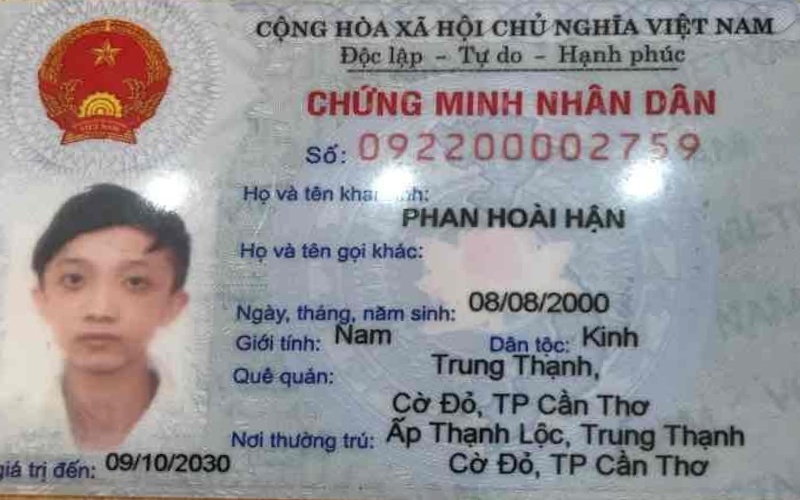 CỘNG HÒA XÃ HỘI CHỦ NGHĨA VIỆT NAM
Độc lập - Tự do - Hạnh phúc
CHỨNG MINH NHÂN DÂN
Số: 092200002759
Họ và tên
PHAN HOÀI HẬN
Họ và tên gọi khác:
Ngày, tháng, năm sinh: 08/08/2000
Giới tính: Nam Dân tộc: Kinh
Quê quán: Trung Thạnh,
Cờ Đỏ, TP Cần Thơ
Nơi thường trú: Ấp Thạnh Lộc, Trung Thạnh
Cờ Đỏ, TP Cần Thơ
giá trị đến: 09/10/2030
VIỆT NAM